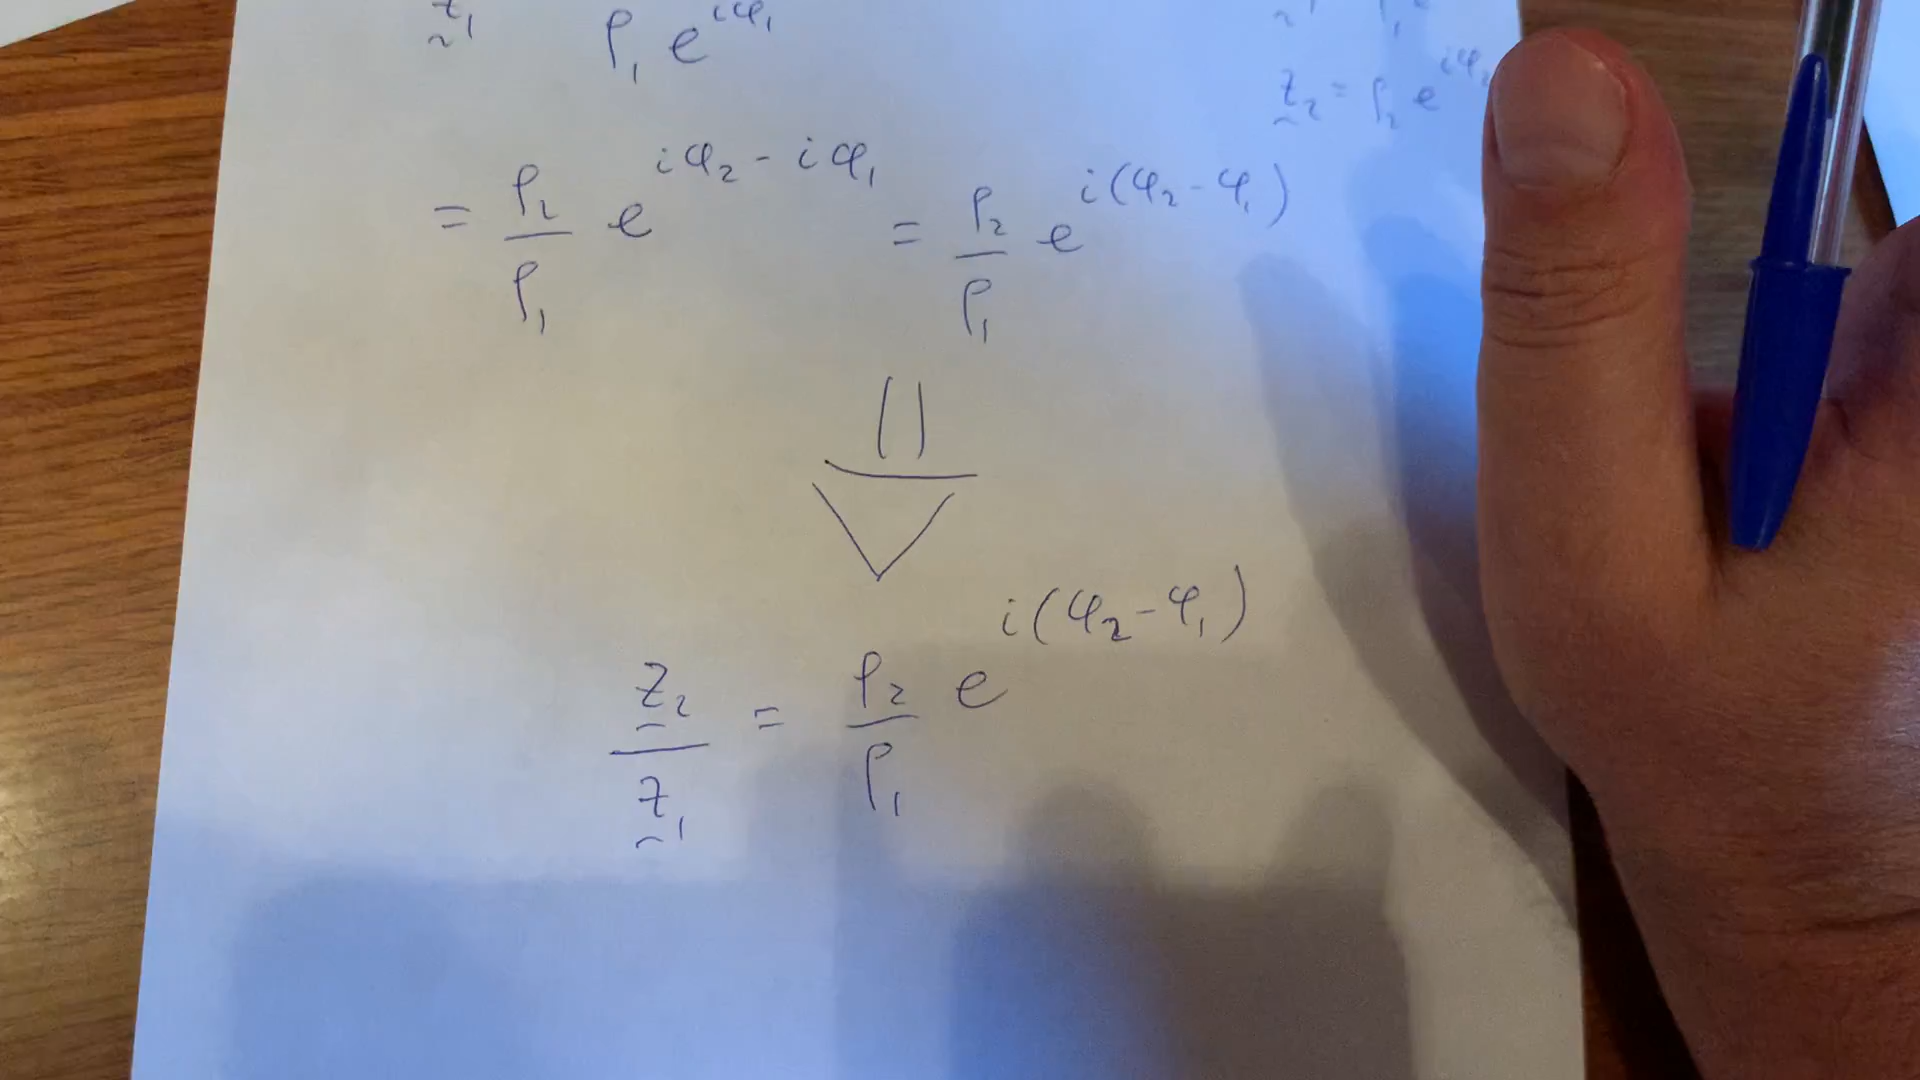 z₁ ρ₁ e^{iφ₁}
z₂ = ρ₂ e^{iφ₂}
= ρ₂/ρ₁ e^{iφ₂ - iφ₁} = ρ₂/ρ₁ e^{i(φ₂ - φ₁)}
⇓
z₂/z₁ = ρ₂/ρ₁ e^{i(φ₂ - φ₁)}